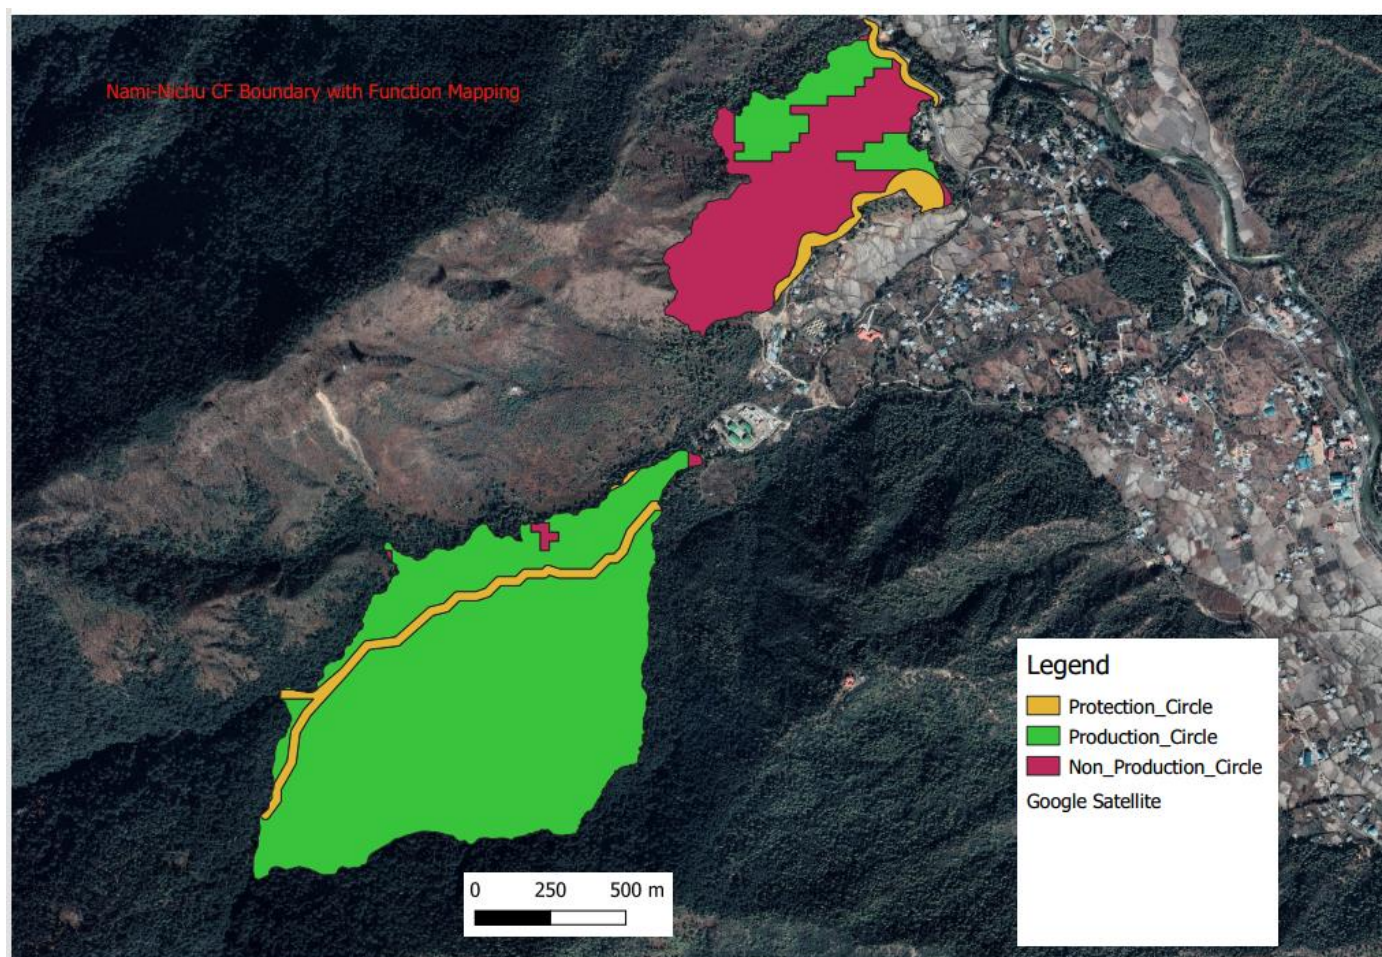 Nami-Nichu CF Boundary with Function Mapping
Legend
Protection_Circle
Production_Circle
Non_Production_Circle
Google Satellite
0 250 500 m